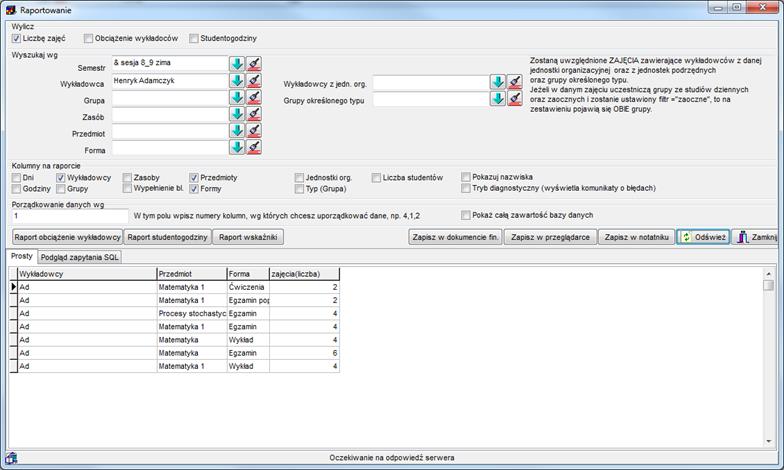 Raportowanie
Wylicz
Liczbę zajęć Obciążenie wykładoców Studentogodziny
Wyszukaj wg
Semestr & sesja 8_9 zima
Wykładowca Henryk Adamczyk
Grupa
Zasób
Przedmiot
Forma
Wykładowcy z jedn. org.
Grupy określonego typu
Zostaną uwzględnione ZAJĘCIA zawierające wykładowców z danej
jednostki organizacyjnej oraz z jednostek podrzędnych
oraz grupy określonego typu.
Jeżeli w danym zajęciu uczestniczą grupy ze studiów dziennych
oraz zaocznych i zostanie ustawiony filtr ="zaoczne", to na
zestawieniu pojawią się OBIE grupy.
Kolumny na raporcie
Dni Wykładowcy Zasoby Przedmioty Jednostki org. Liczba studentów Pokazuj nazwiska
Godziny Grupy Wypełnienie bl. Formy Typ (Grupa) Tryb diagnostyczny (wyświetla komunikaty o błędach)
Porządkowanie danych wg
1 W tym polu wpisz numery kolumn, wg których chcesz uporządkować dane, np. 4,1,2 Pokaż całą zawartość bazy danych
Raport obciążenie wykładowcy Raport studentogodziny Raport wskaźniki Zapisz w dokumencie fin. Zapisz w przeglądarce Zapisz w notatniku Odśwież Zamknij
Prosty Podgląd zapytania SQL
Wykładowcy Przedmiot Forma zajęcia(liczba)
Ad Matematyka 1 Ćwiczenia 2
Ad Matematyka 1 Egzamin pop 2
Ad Procesy stochastyc Egzamin 4
Ad Matematyka 1 Egzamin 4
Ad Matematyka Wykład 4
Ad Matematyka Egzamin 6
Ad Matematyka 1 Wykład 4
Oczekiwanie na odpowiedź serwera